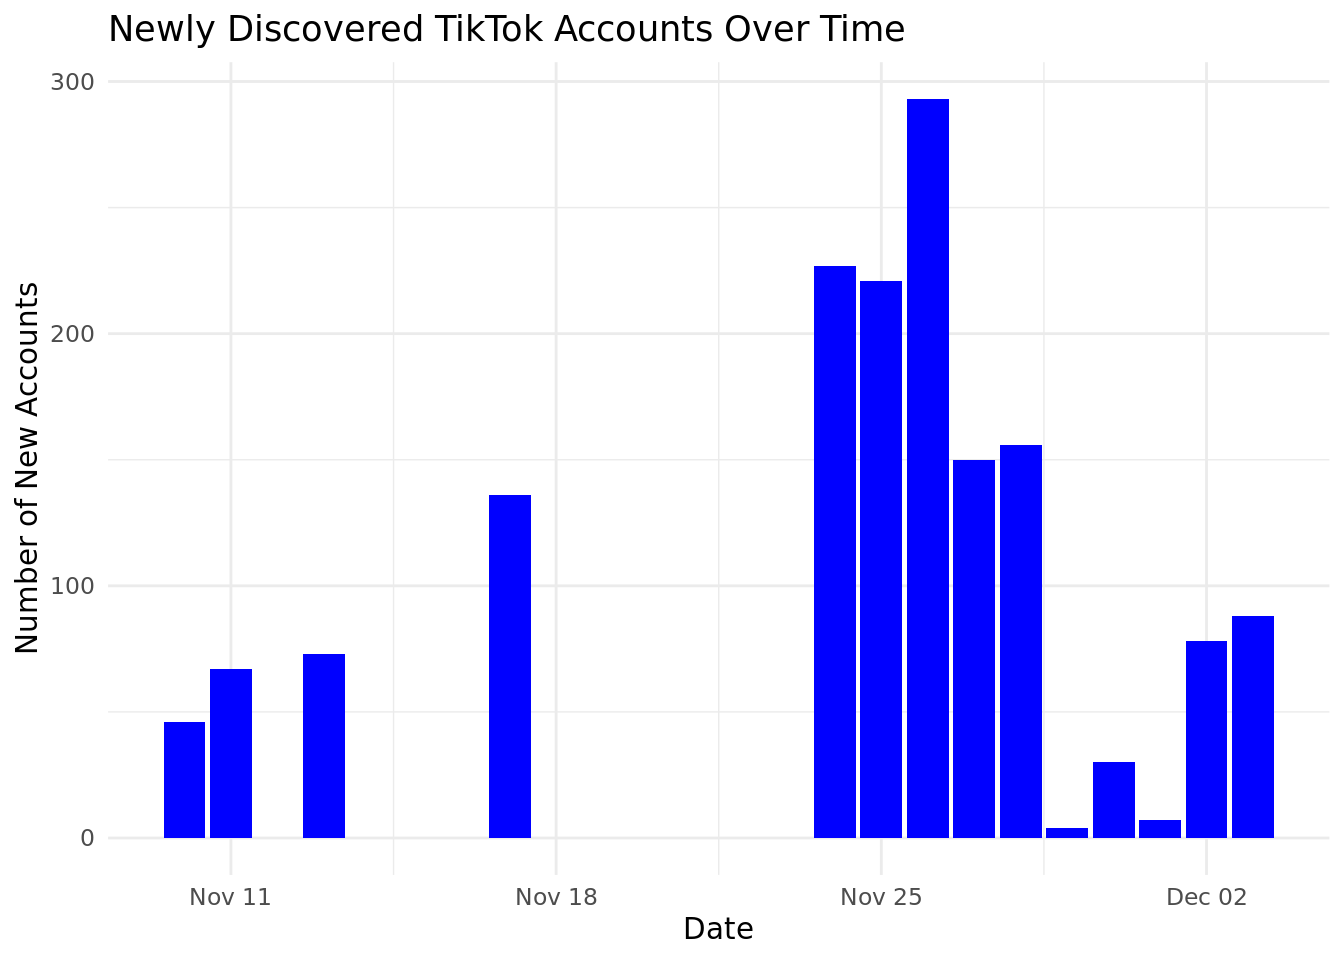 Newly Discovered TikTok Accounts Over Time
300
200
100
0
Number of New Accounts
Nov 11
Nov 18
Nov 25
Dec 02
Date